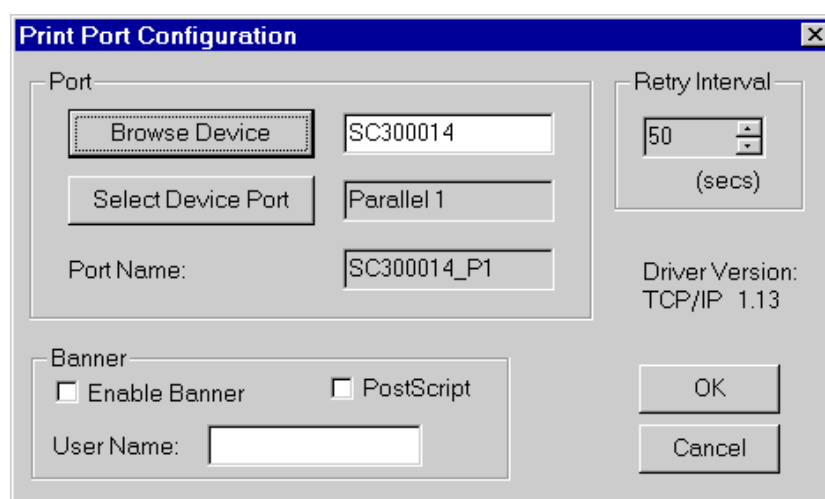 Print Port Configuration
Port
Browse Device
SC300014
Select Device Port
Parallel 1
Port Name:
SC300014_P1
Retry Interval
50
(secs)
Driver Version:
TCP/IP 1.13
Banner
Enable Banner
PostScript
User Name:
OK
Cancel